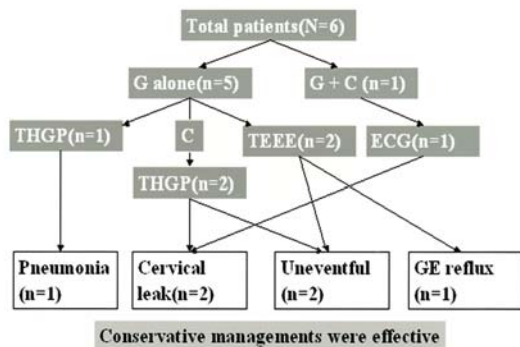 Total patients(N=6)
G alone(n=5)
G + C (n=1)
THGP(n=1)
C
TEEE(n=2)
ECG(n=1)
THGP(n=2)
Pneumonia
(n=1)
Cervical
leak(n=2)
Uneventful
(n=2)
GE reflux
(n=1)
Conservative managements were effective